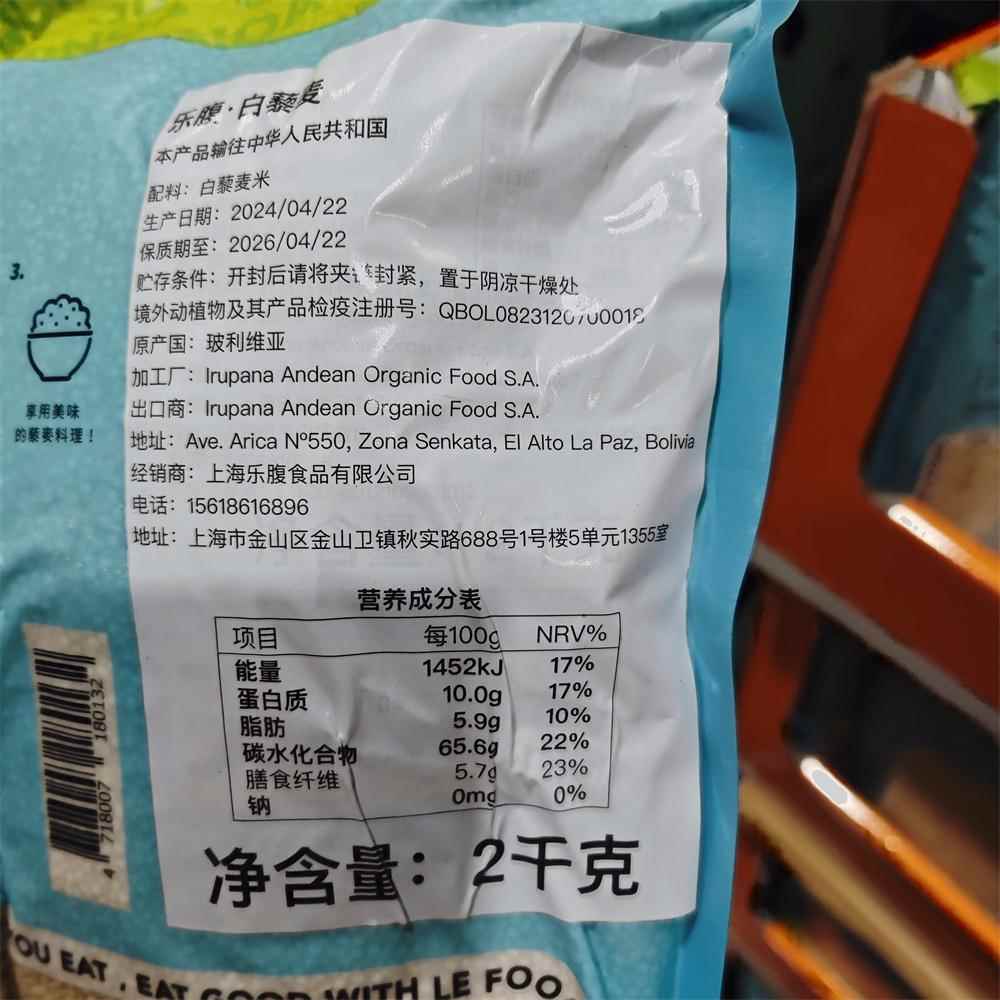 乐腹·白藜麦
本产品输往中华人民共和国
配料：白藜麦米
生产日期：2024/04/22
保质期至：2026/04/22
贮存条件：开封后请将夹链封紧，置于阴凉干燥处
境外动植物及其产品检疫注册号：QBOL0823120700018
原产国：玻利维亚
加工厂：Irupana Andean Organic Food S.A.
出口商：Irupana Andean Organic Food S.A.
地址：Ave. Arica Nº550, Zona Senkata, El Alto La Paz, Bolivia
经销商：上海乐腹食品有限公司
电话：15618616896
地址：上海市金山区金山卫镇秋实路688号1号楼5单元1355室
营养成分表
项目 每100g NRV%
能量 1452kJ 17%
蛋白质 10.0g 17%
脂肪 5.9g 10%
碳水化合物 65.6g 22%
膳食纤维 5.7g 23%
钠 0mg 0%
净含量：2千克
3.
享用美味
的藜麦料理！
4 718007 180132
OU EAT , EAT GOOD WITH LE FOO